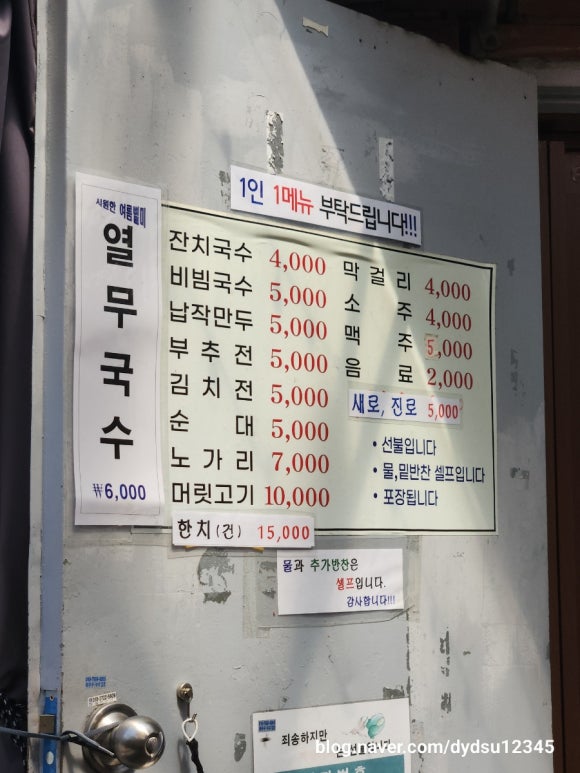 1인 1메뉴 부탁드립니다!!!
시원한 여름별미
열무국수
₩6,000
잔치국수 4,000
비빔국수 5,000
납작만두 5,000
부추전 5,000
김치전 5,000
순대 5,000
노가리 7,000
머릿고기 10,000
한치(건) 15,000
막걸리 4,000
소주 4,000
맥주 5,000
음료 2,000
새로, 진로 5,000
• 선불입니다
• 물,밑반찬 셀프입니다
• 포장됩니다
물과 추가반찬은
셀프입니다.
감사합니다!!!
죄송하지만
blog.naver.com/dydsu12345